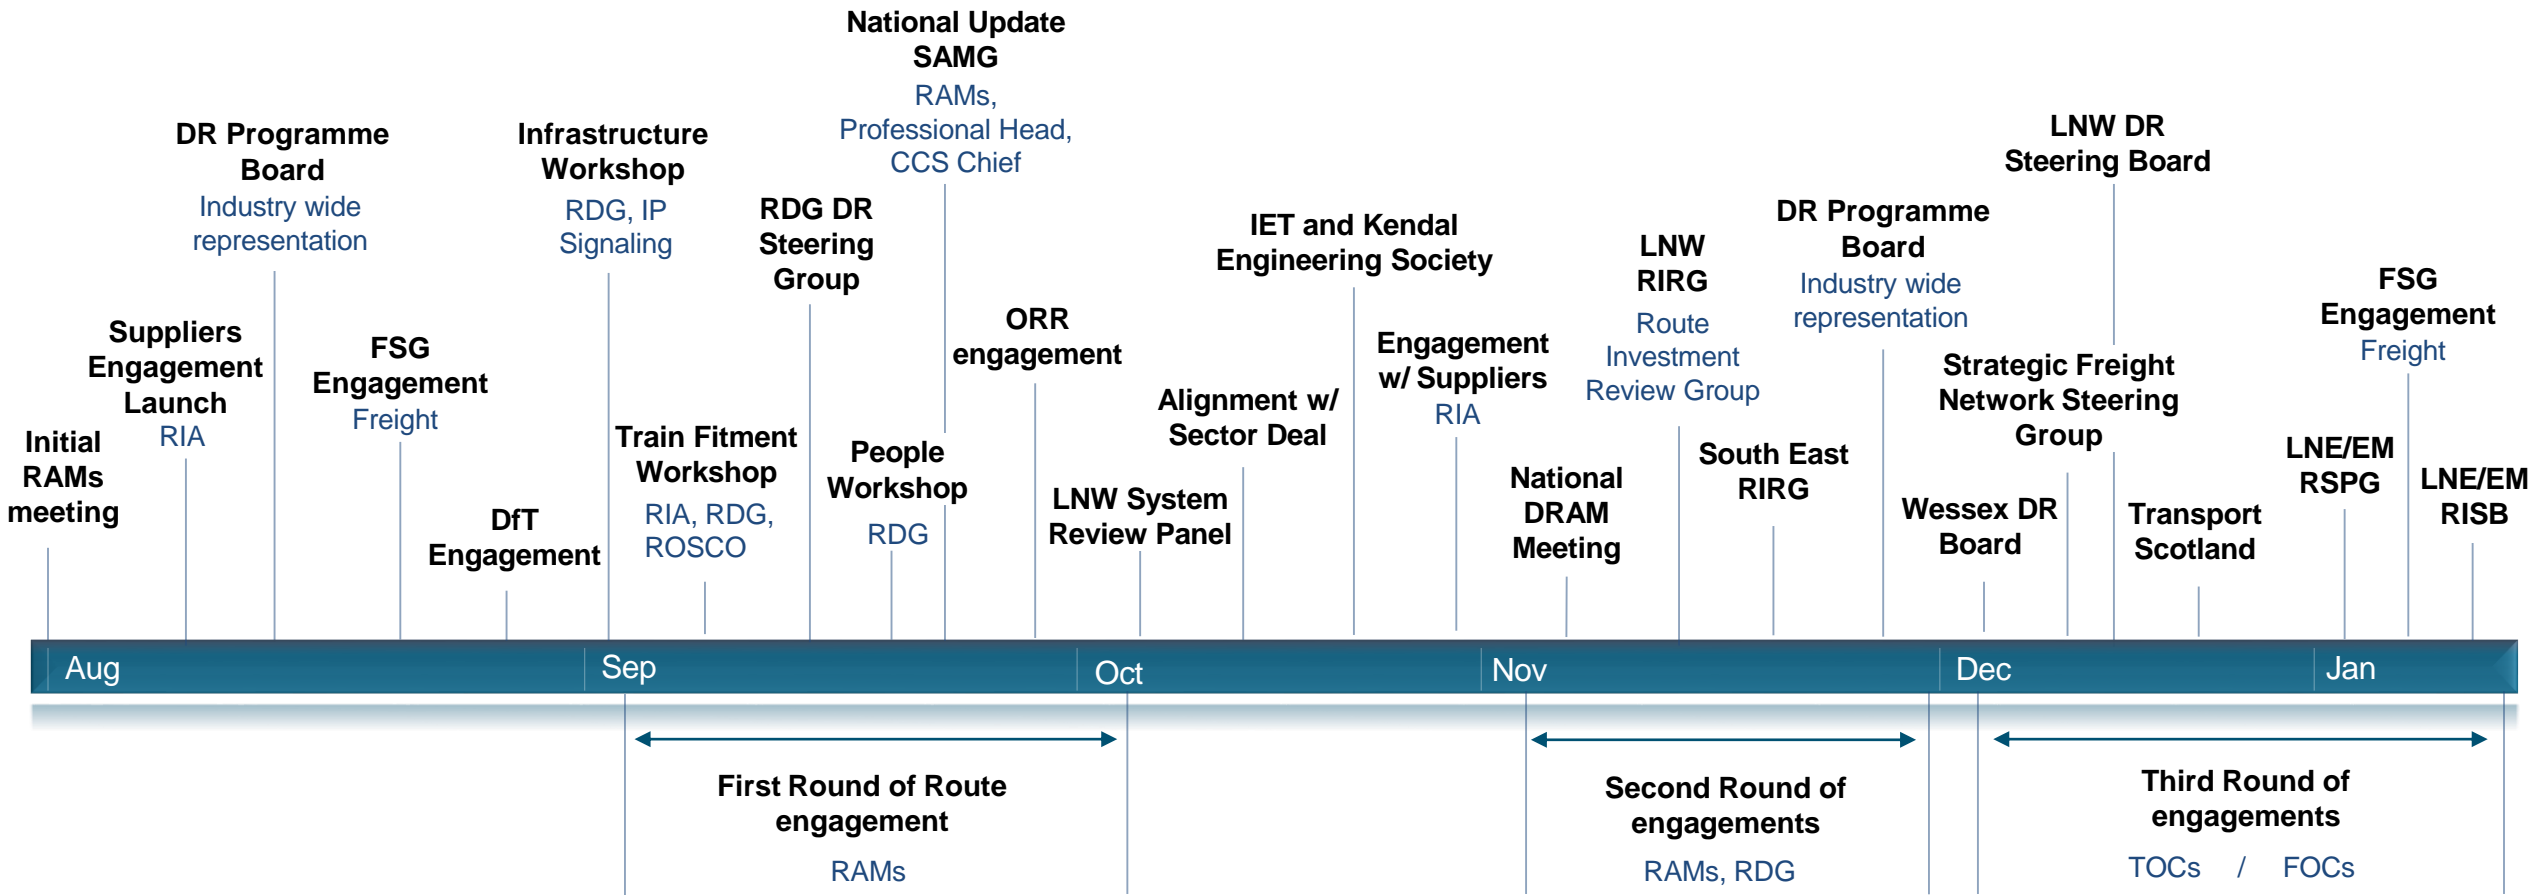 National Update
SAMG
RAMs,
Professional Head,
CCS Chief
DR Programme
Board
Industry wide
representation
Infrastructure
Workshop
RDG, IP
Signaling
LNW DR
Steering Board
RDG DR
Steering
Group
IET and Kendal
Engineering Society
DR Programme
Board
Industry wide
representation
LNW
RIRG
Route
Investment
Review Group
FSG
Engagement
Freight
Suppliers
Engagement
Launch
RIA
FSG
Engagement
Freight
ORR
engagement
Engagement
w/ Suppliers
RIA
Strategic Freight
Network Steering
Group
Alignment w/
Sector Deal
Initial
RAMs
meeting
Train Fitment
Workshop
RIA, RDG,
ROSCO
People
Workshop
RDG
South East
RIRG
LNE/EM
RSPG
LNE/EM
RISB
National
DRAM
Meeting
LNW System
Review Panel
DfT
Engagement
Wessex DR
Board
Transport
Scotland
Aug
Sep
Oct
Nov
Dec
Jan
First Round of Route
engagement
RAMs
Second Round of
engagements
RAMs, RDG
Third Round of
engagements
TOCs / FOCs